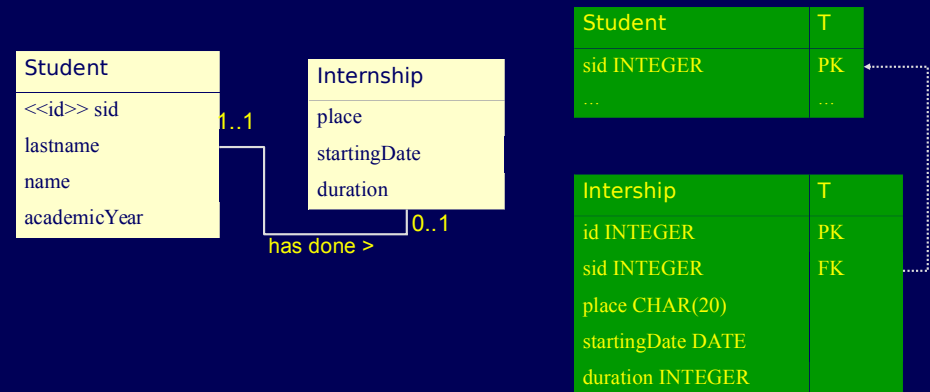 Student
<<id>> sid
lastname
name
academicYear
1..1
Internship
place
startingDate
duration
0..1
has done >
Student T
sid INTEGER PK
... ...
Intership T
id INTEGER PK
sid INTEGER FK
place CHAR(20)
startingDate DATE
duration INTEGER